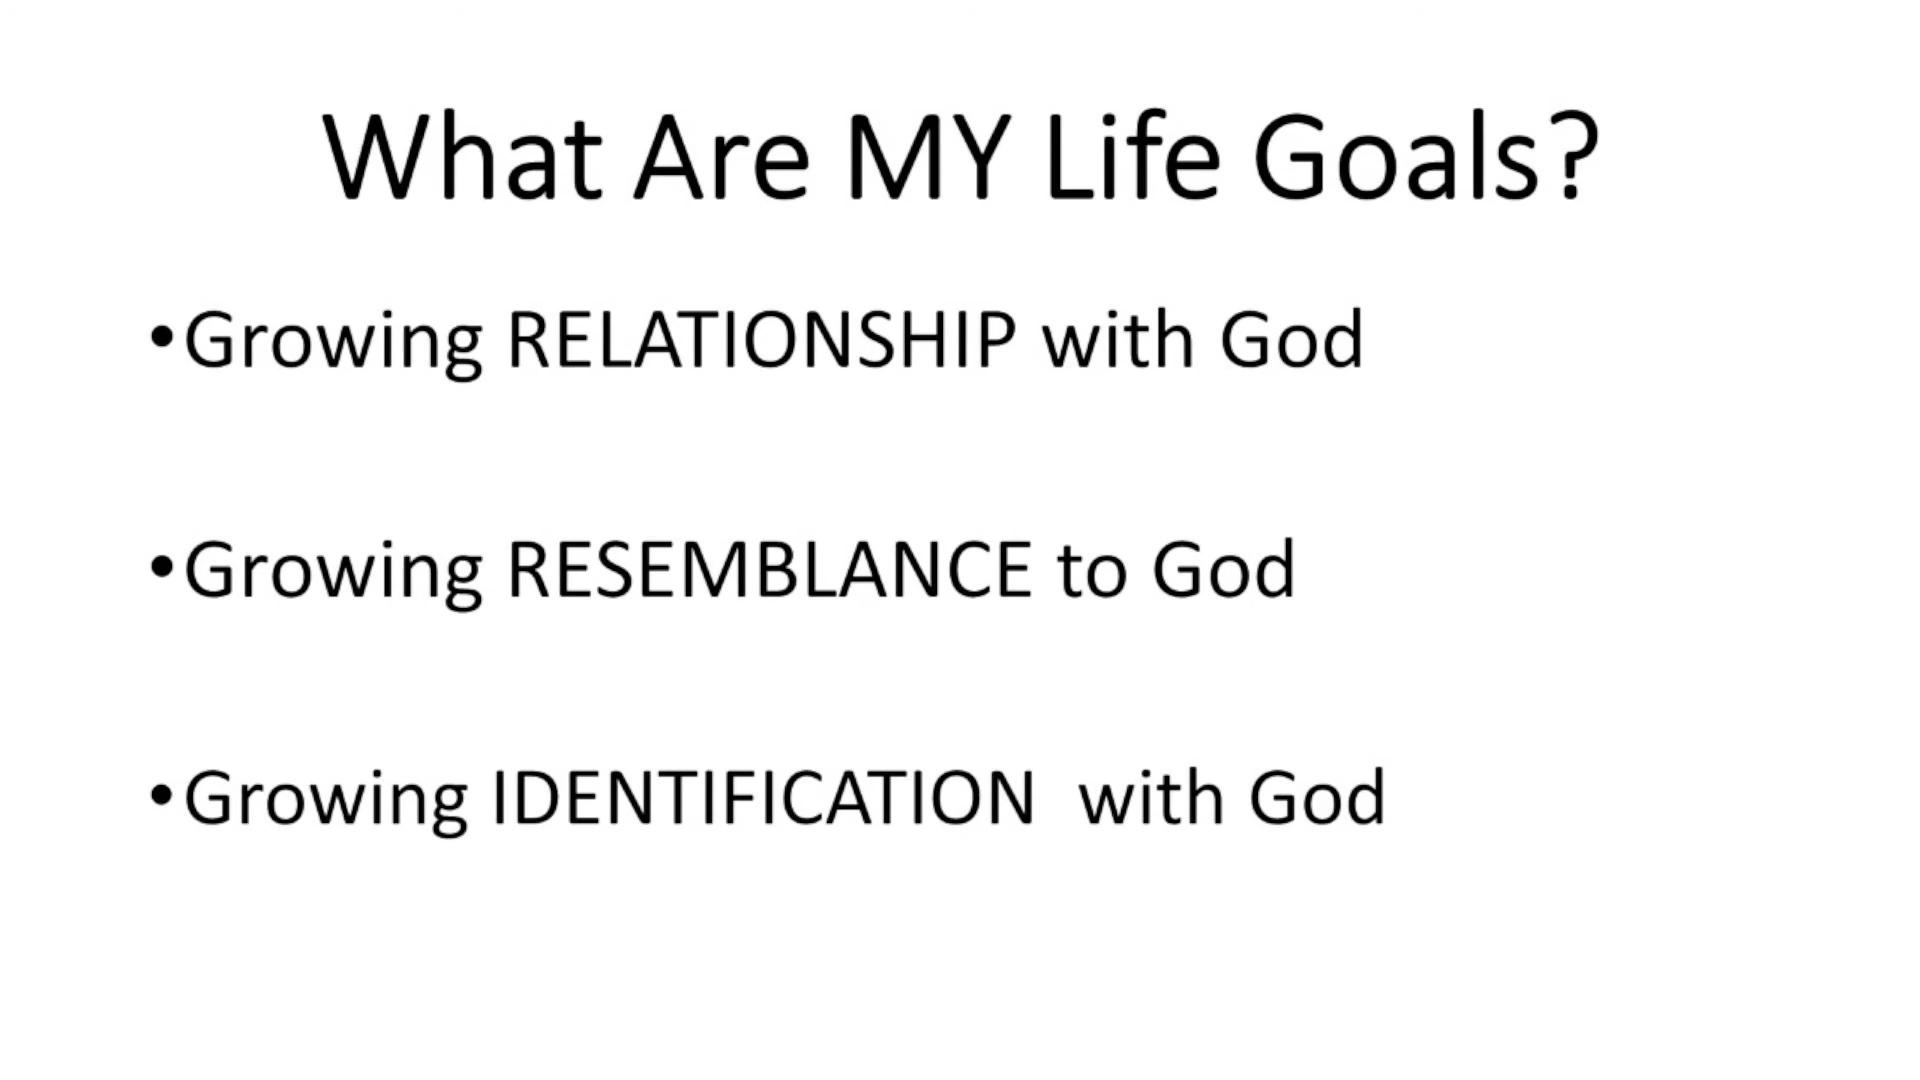 What Are MY Life Goals?
•Growing RELATIONSHIP with God
•Growing RESEMBLANCE to God
•Growing IDENTIFICATION  with God